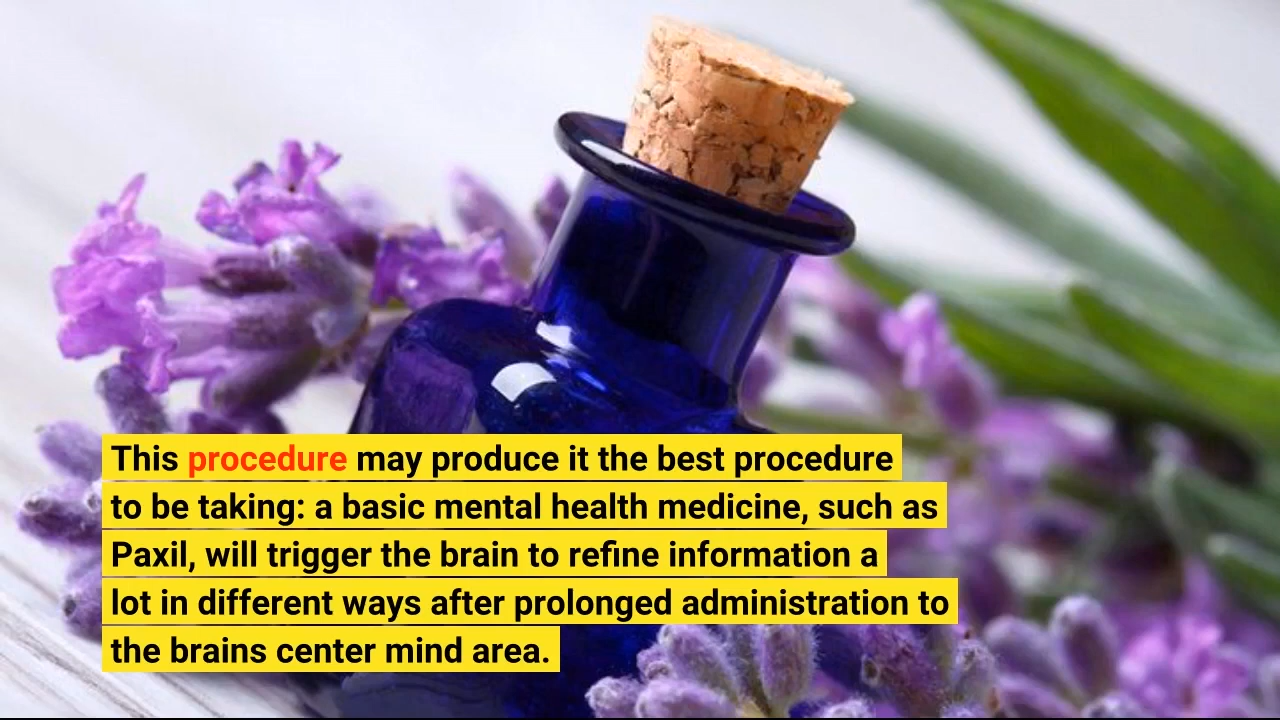 This procedure may produce it the best procedure
to be taking: a basic mental health medicine, such as
Paxil, will trigger the brain to refine information a
lot in different ways after prolonged administration to
the brains center mind area.